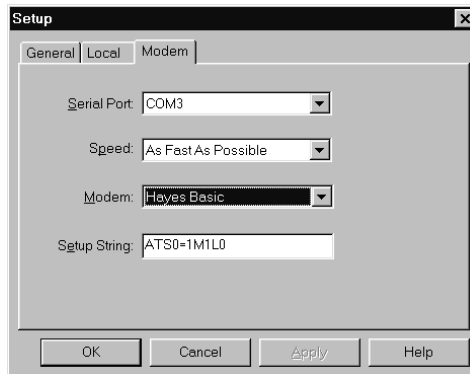 Setup
General Local Modem
Serial Port: COM3
Speed: As Fast As Possible
Modem: Hayes Basic
Setup String: ATS0=1M1L0
OK Cancel Apply Help